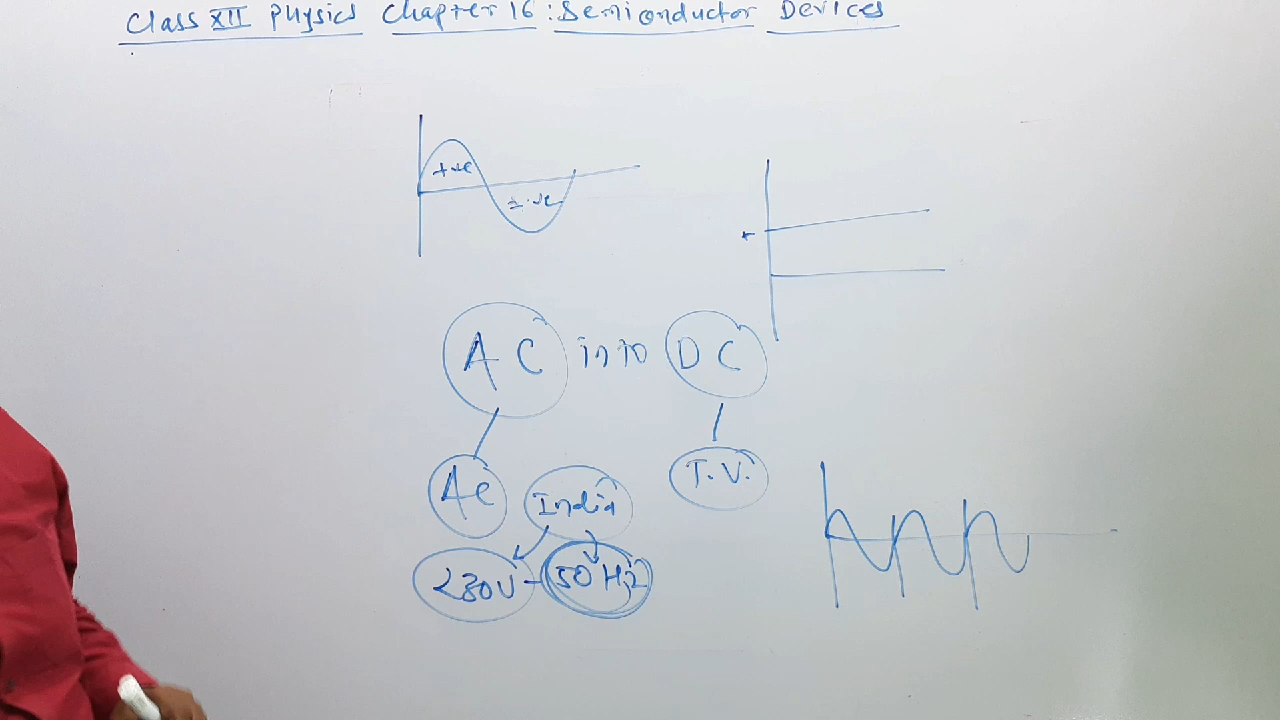 Class XII Physics Chapter 16 : Semiconductor Devices
+ve
-ve
+
AC into DC
AC
India
T.V.
230V - 50Hz